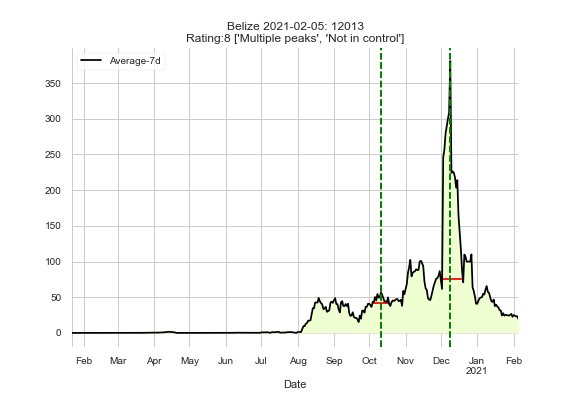 Belize 2021-02-05: 12013
Rating:8 ['Multiple peaks', 'Not in control']
Average-7d
350
300
250
200
150
100
50
0
Feb Mar Apr May Jun Jul Aug Sep Oct Nov Dec Jan Feb
2021
Date